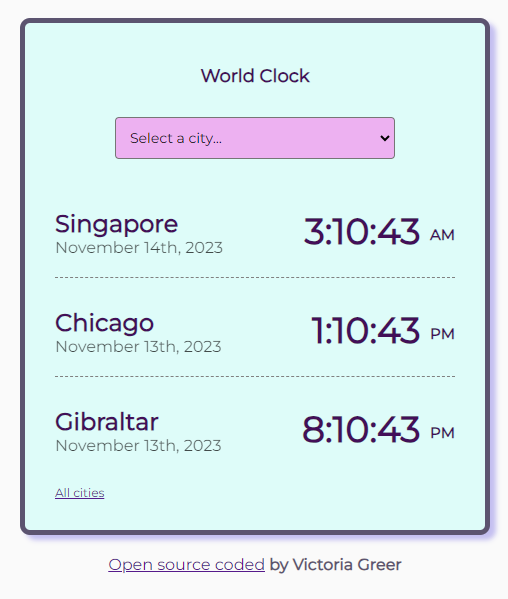 World Clock
Select a city...
Singapore
3:10:43 AM
November 14th, 2023
Chicago
1:10:43 PM
November 13th, 2023
Gibraltar
8:10:43 PM
November 13th, 2023
All cities
Open source coded by Victoria Greer